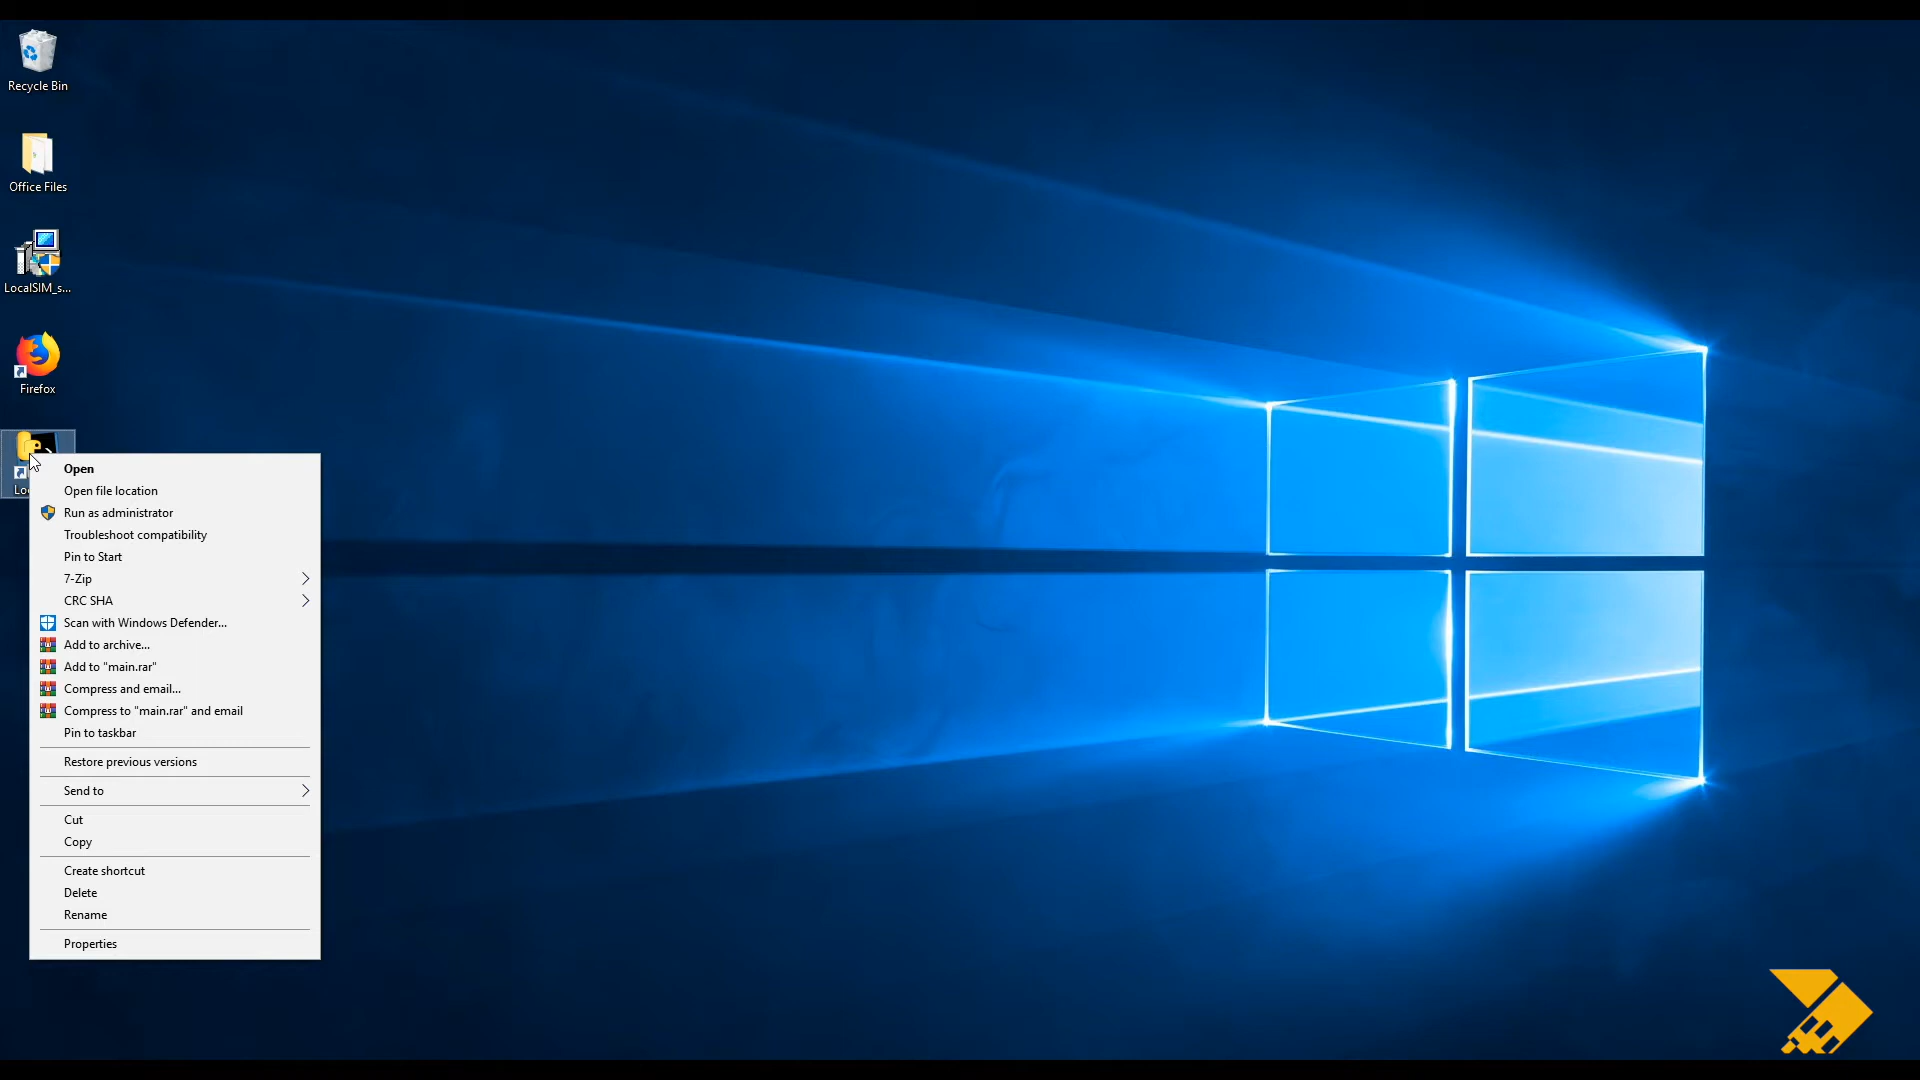 Recycle Bin
Office Files
LocalSIM_s...
Firefox
Open
Open file location
Run as administrator
Troubleshoot compatibility
Pin to Start
7-Zip
CRC SHA
Scan with Windows Defender...
Add to archive...
Add to "main.rar"
Compress and email...
Compress to "main.rar" and email
Pin to taskbar
Restore previous versions
Send to
Cut
Copy
Create shortcut
Delete
Rename
Properties